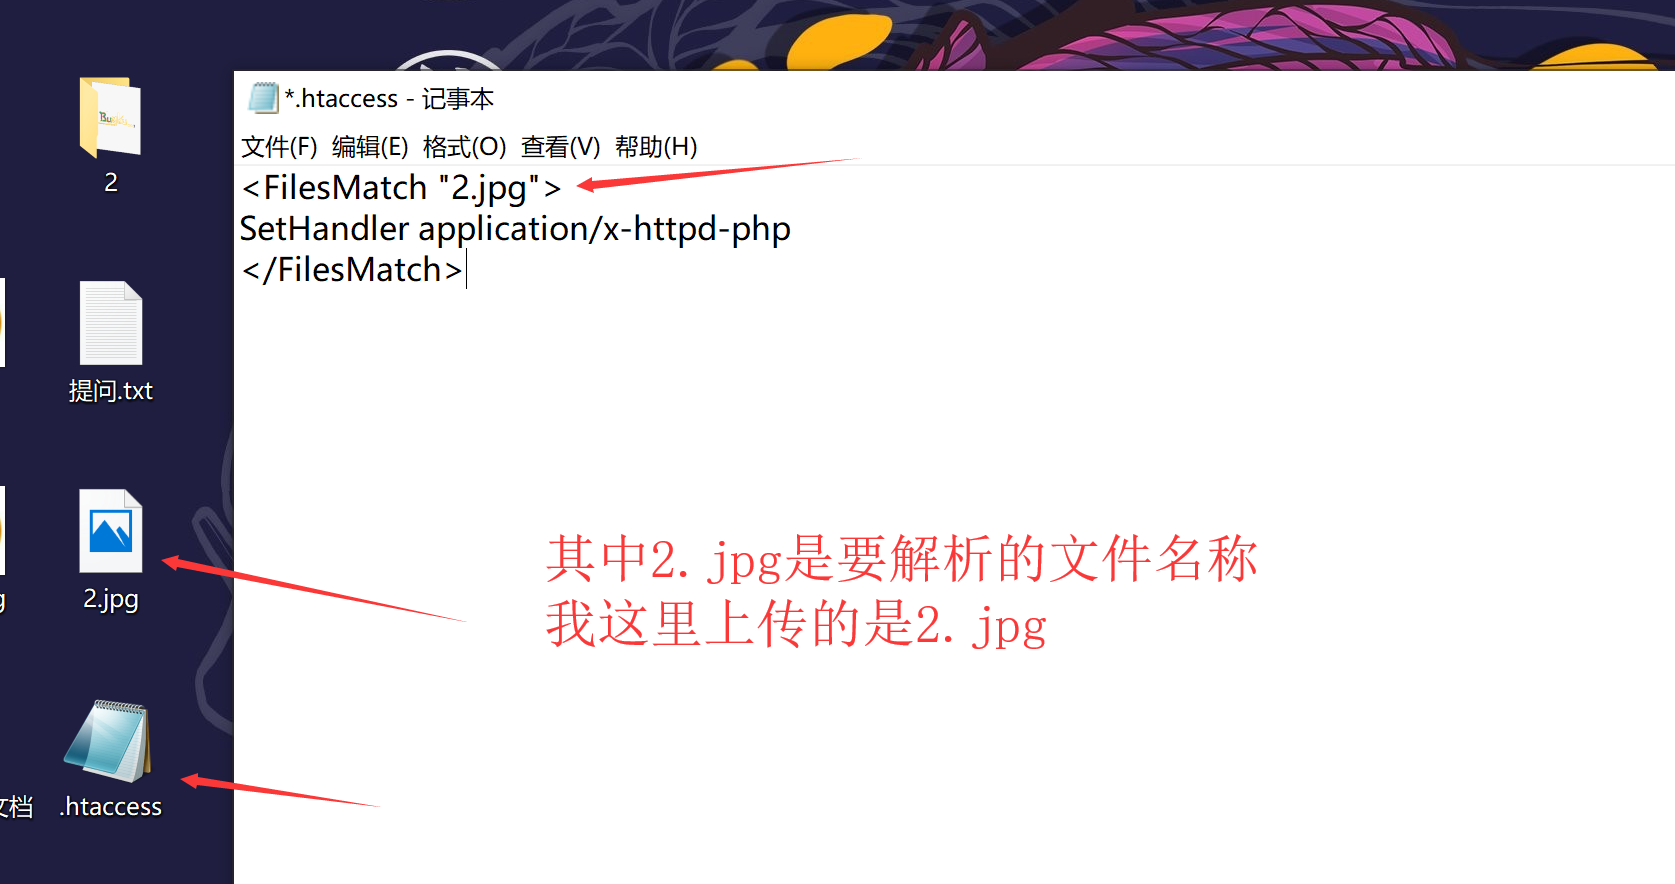 *.htaccess - 记事本
文件(F) 编辑(E) 格式(O) 查看(V) 帮助(H)
<FilesMatch "2.jpg">
SetHandler application/x-httpd-php
</FilesMatch>
其中2.jpg是要解析的文件名称
我这里上传的是2.jpg
2
提问.txt
2.jpg
g
文档
.htaccess